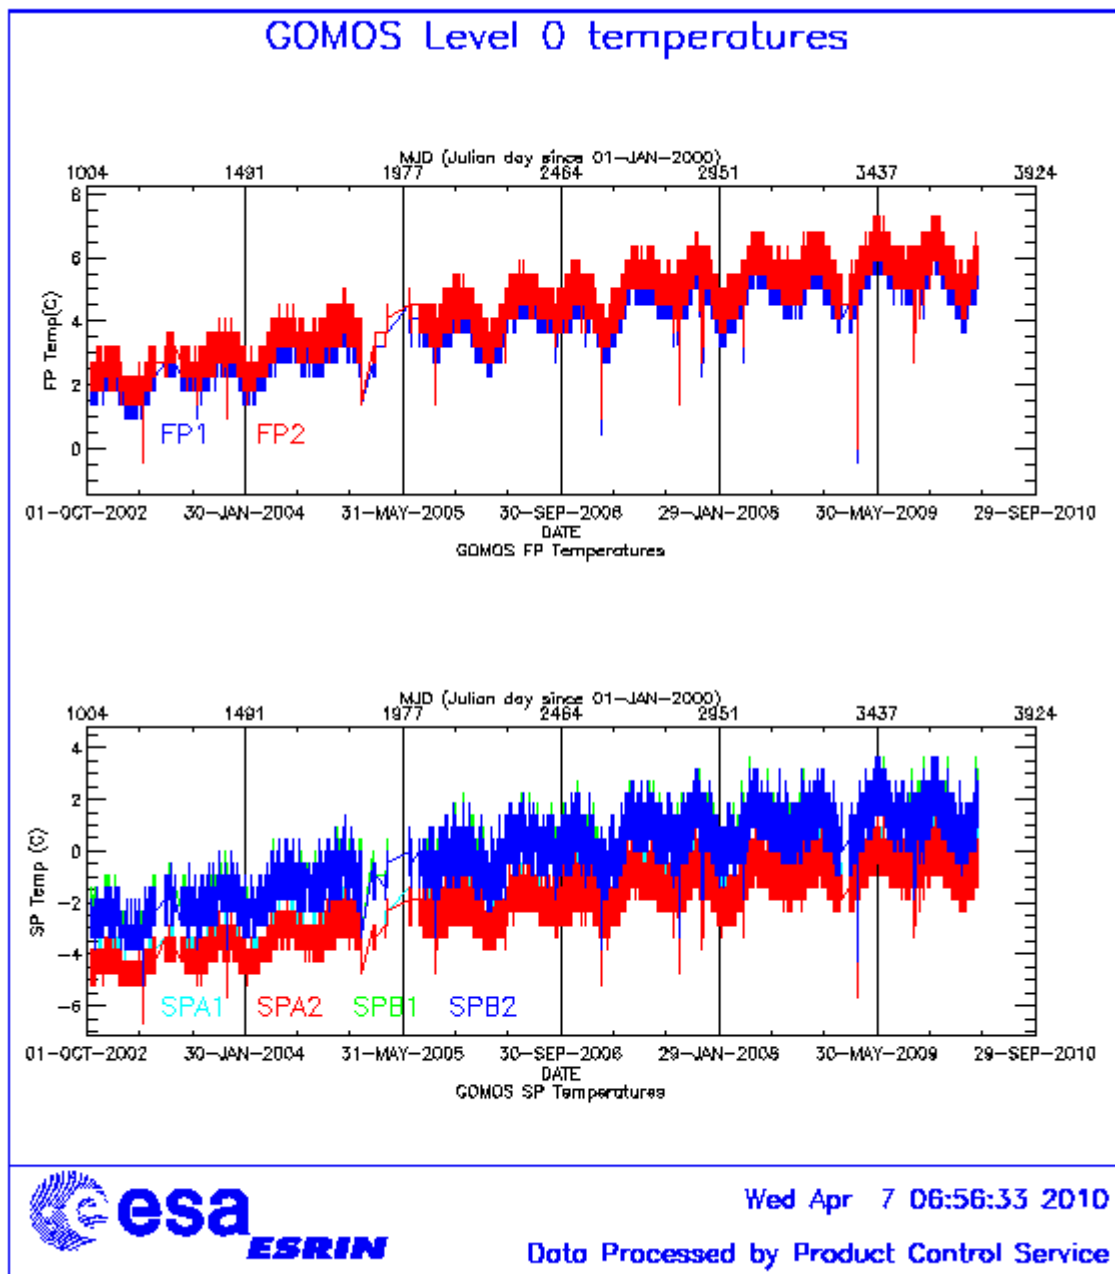 GOMOS Level 0 temperatures
MJD (Julian day since 01-JAN-2000)
1004 1491 1977 2464 2951 3437 3924
8
6
4
2
0
FP Temp(C)
FP1 FP2
01-OCT-2002 30-JAN-2004 31-MAY-2005 30-SEP-2006 29-JAN-2008 30-MAY-2009 29-SEP-2010
DATE
GOMOS FP Temperatures
MJD (Julian day since 01-JAN-2000)
1004 1491 1977 2464 2951 3437 3924
4
2
0
-2
-4
-6
SP Temp (C)
SPA1 SPA2 SPB1 SPB2
01-OCT-2002 30-JAN-2004 31-MAY-2005 30-SEP-2006 29-JAN-2008 30-MAY-2009 29-SEP-2010
DATE
GOMOS SP Temperatures
esa
ESRIN
Wed Apr 7 06:56:33 2010
Data Processed by Product Control Service